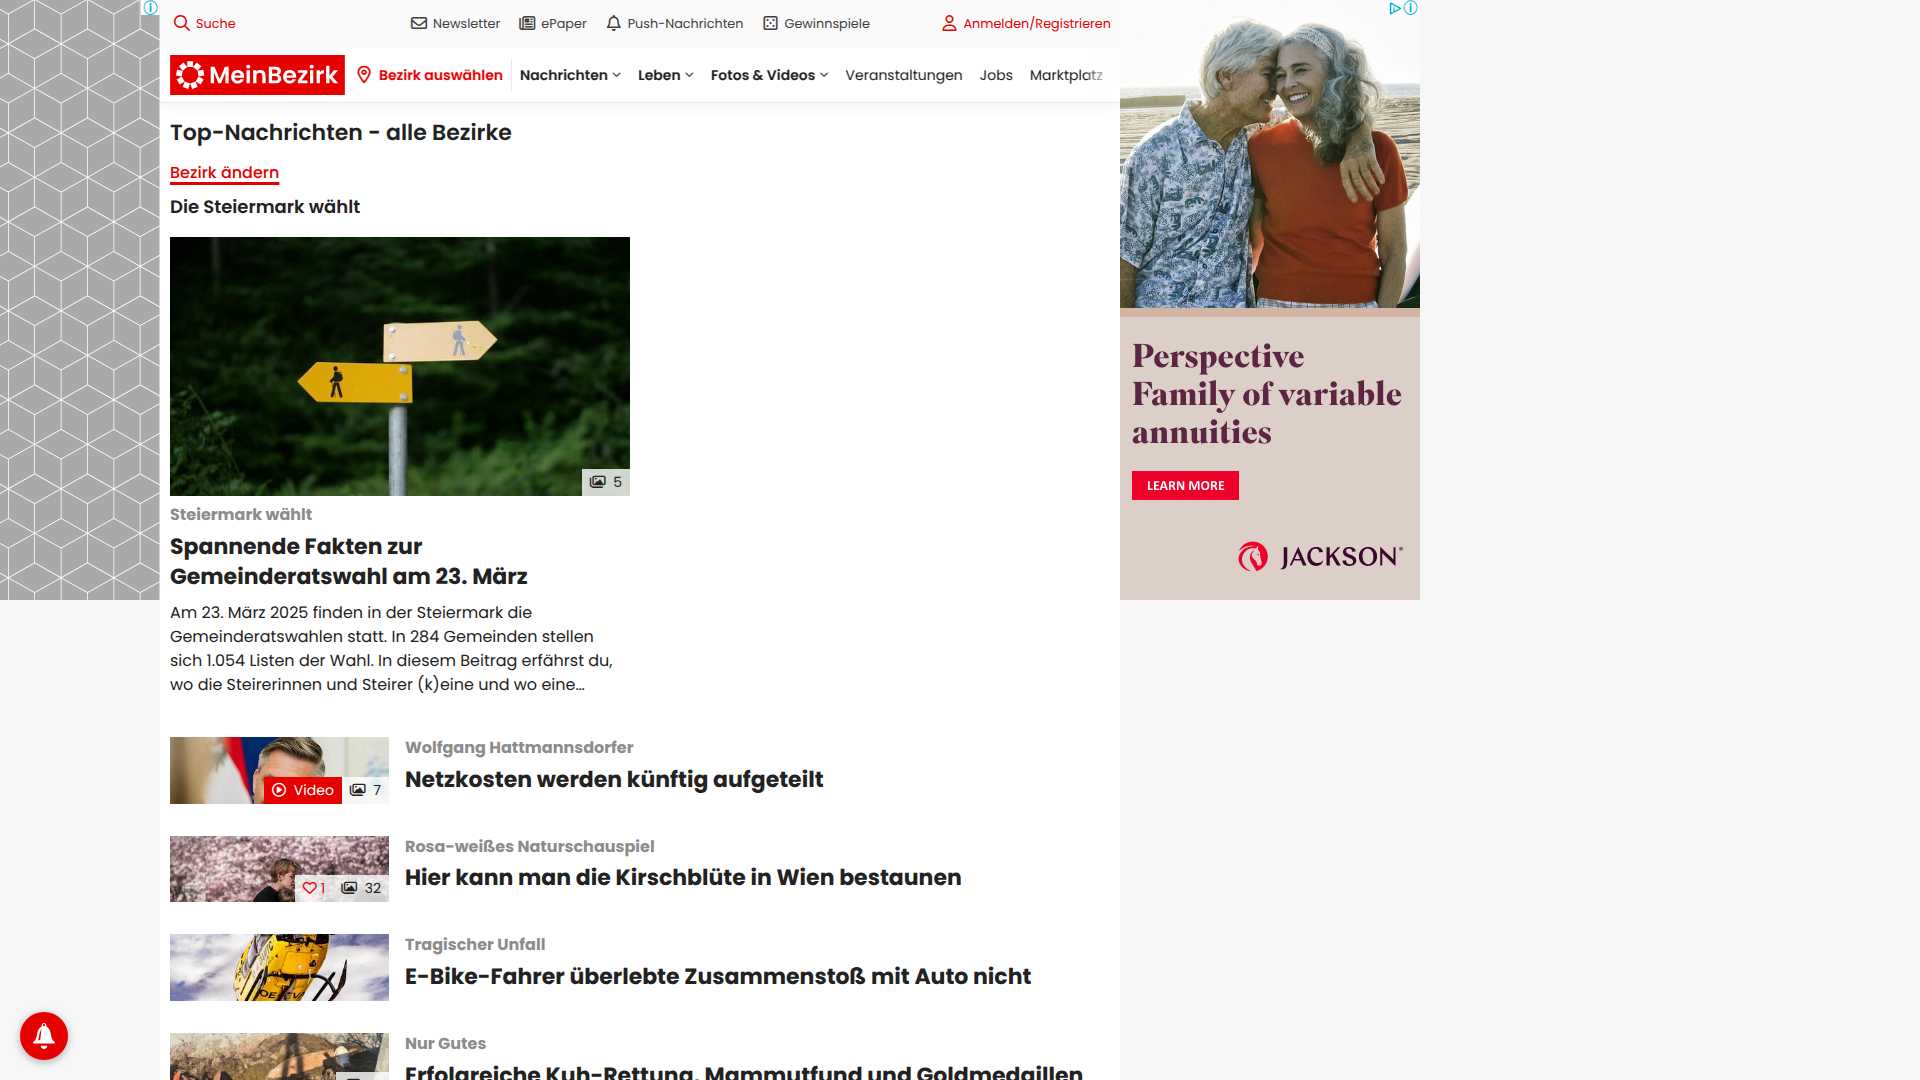 Suche
Newsletter
ePaper
Push-Nachrichten
Gewinnspiele
Anmelden/Registrieren
MeinBezirk
Bezirk auswählen
Nachrichten
Leben
Fotos & Videos
Veranstaltungen
Jobs
Marktplatz
Top-Nachrichten - alle Bezirke
Bezirk ändern
Die Steiermark wählt
5
Steiermark wählt
Spannende Fakten zur
Gemeinderatswahl am 23. März
Am 23. März 2025 finden in der Steiermark die
Gemeinderatswahlen statt. In 284 Gemeinden stellen
sich 1.054 Listen der Wahl. In diesem Beitrag erfährst du,
wo die Steirerinnen und Steirer (k)eine und wo eine...
Video
7
Wolfgang Hattmannsdorfer
Netzkosten werden künftig aufgeteilt
1
32
Rosa-weißes Naturschauspiel
Hier kann man die Kirschblüte in Wien bestaunen
Tragischer Unfall
E-Bike-Fahrer überlebte Zusammenstoß mit Auto nicht
Nur Gutes
Erfolgreiche Kuh-Rettung, Mammutfund und Goldmedaillen
Perspective
Family of variable
annuities
LEARN MORE
JACKSON®